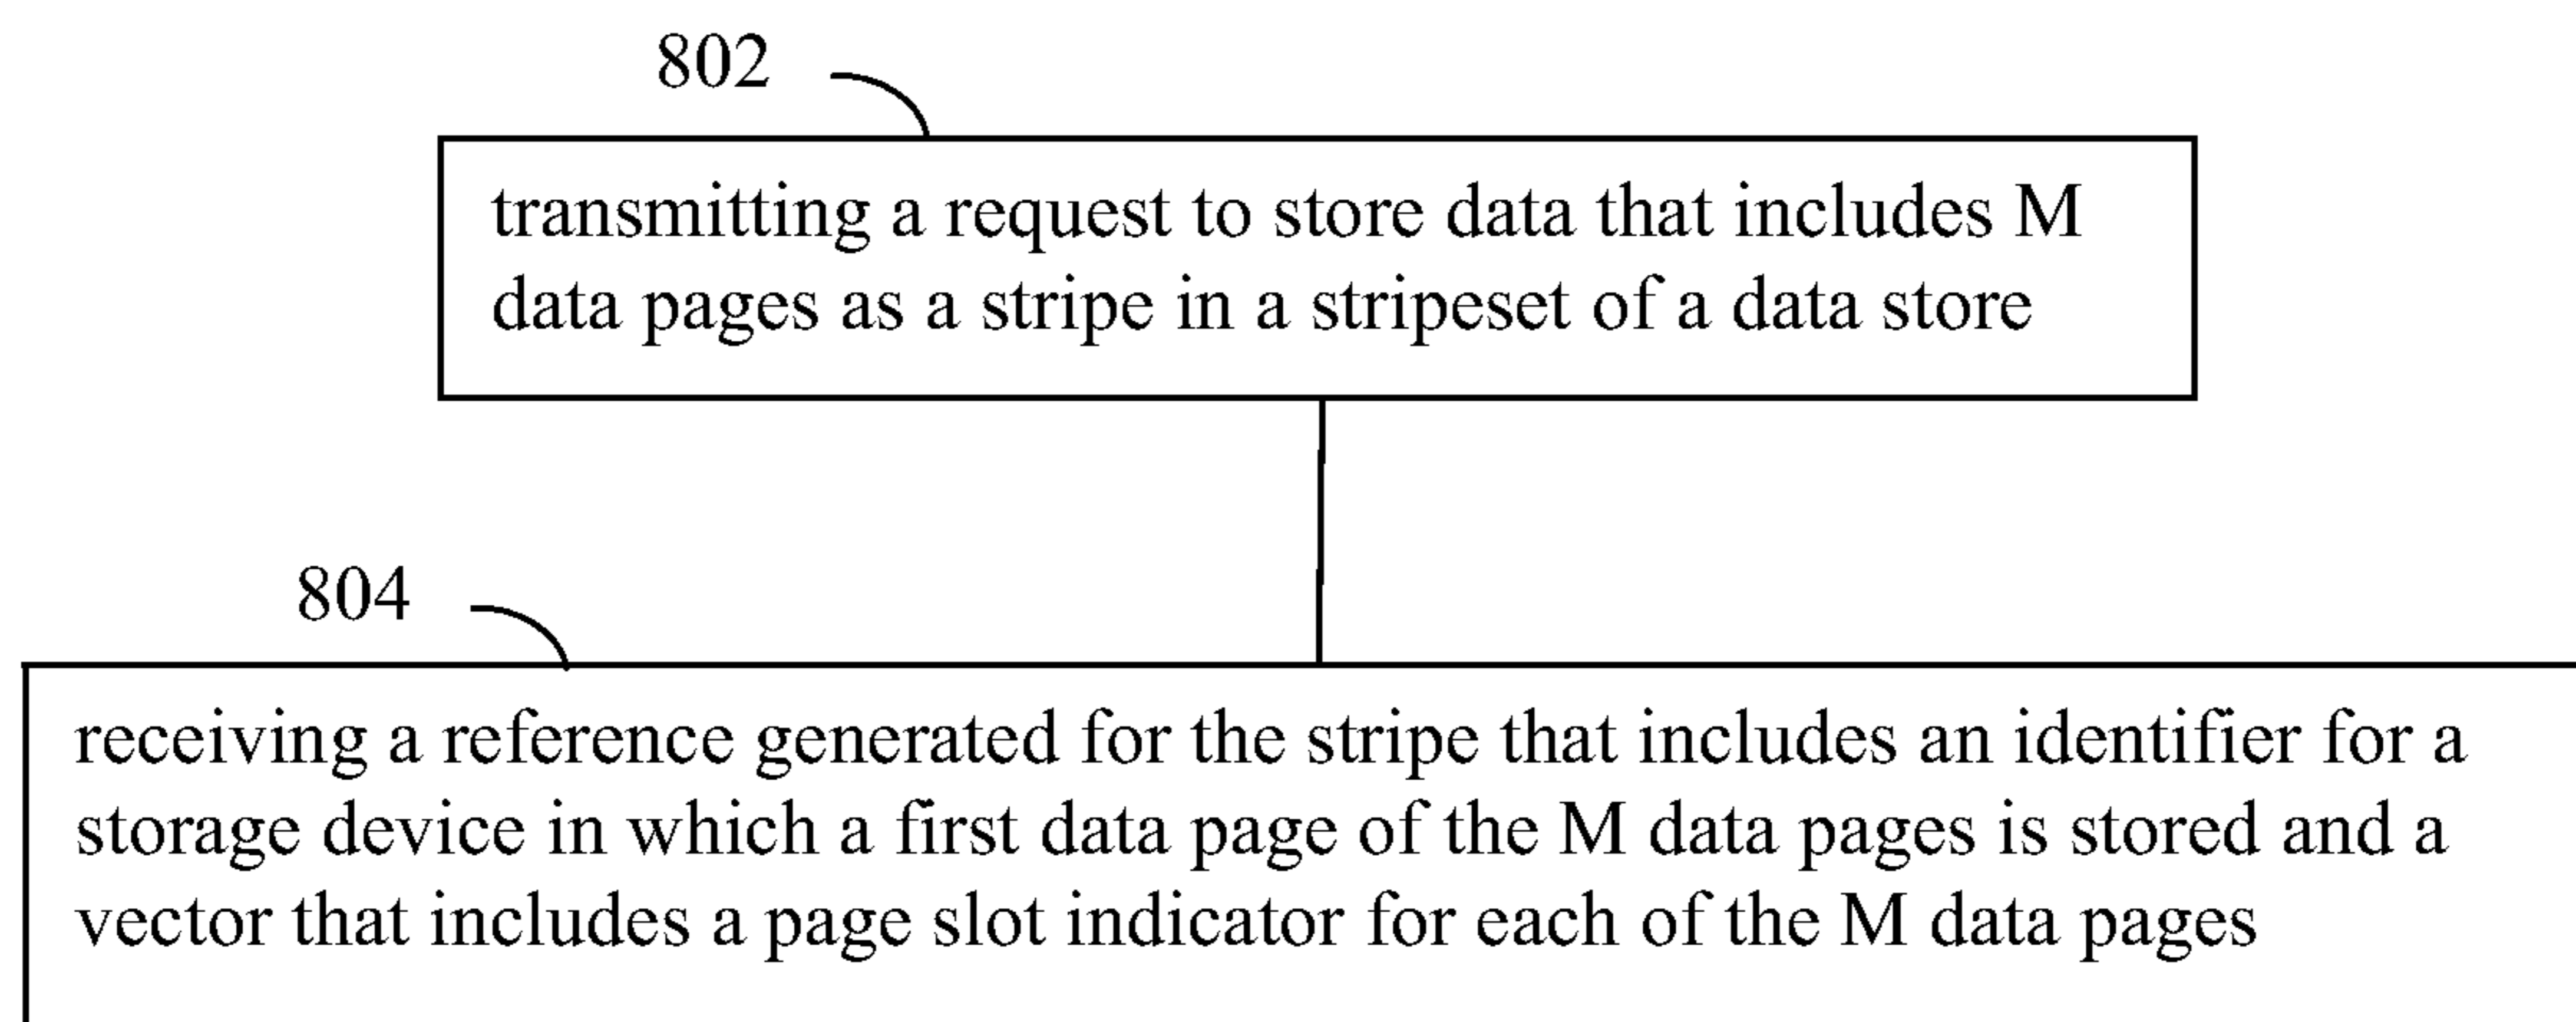 802
transmitting a request to store data that includes M
data pages as a stripe in a stripeset of a data store
804
receiving a reference generated for the stripe that includes an identifier for a
storage device in which a first data page of the M data pages is stored and a
vector that includes a page slot indicator for each of the M data pages